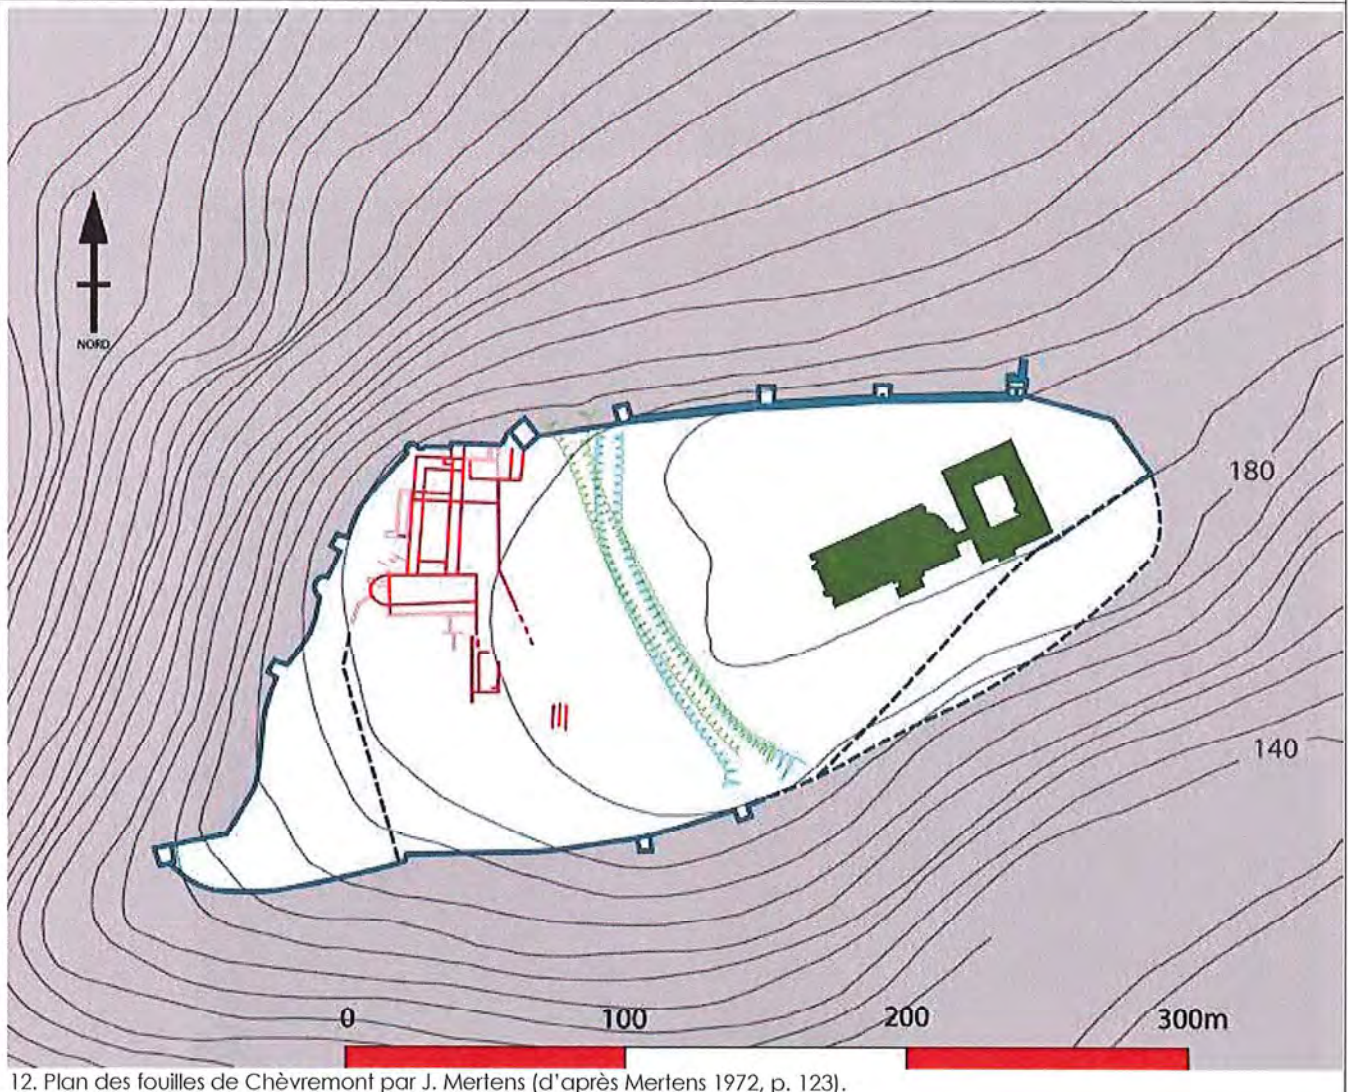 NORD
180
140
0 100 200 300m
12. Plan des fouilles de Chèvremont par J. Mertens (d'après Mertens 1972, p. 123).